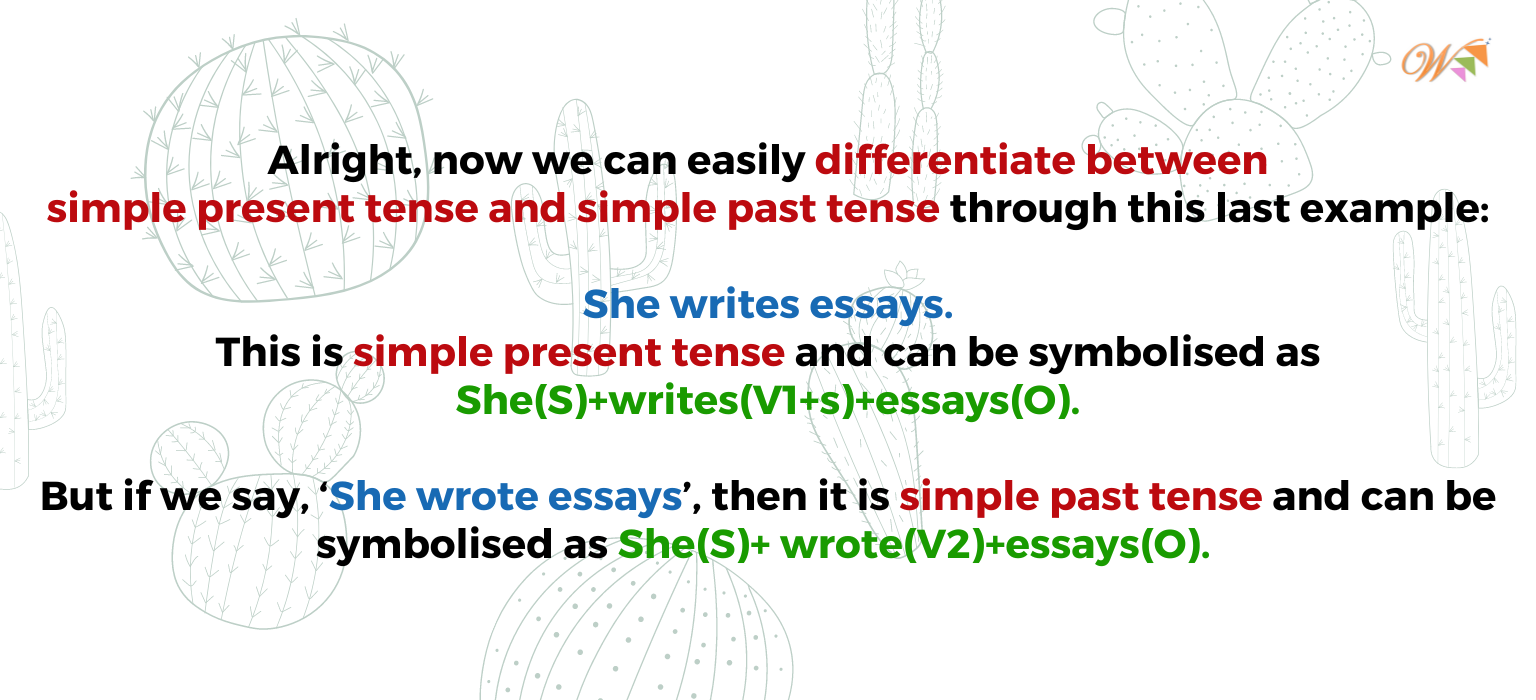 W
Alright, now we can easily differentiate between
simple present tense and simple past tense through this last example:
She writes essays.
This is simple present tense and can be symbolised as
She(S)+writes(V1+s)+essays(O).
But if we say, ‘She wrote essays’, then it is simple past tense and can be
symbolised as She(S)+ wrote(V2)+essays(O).